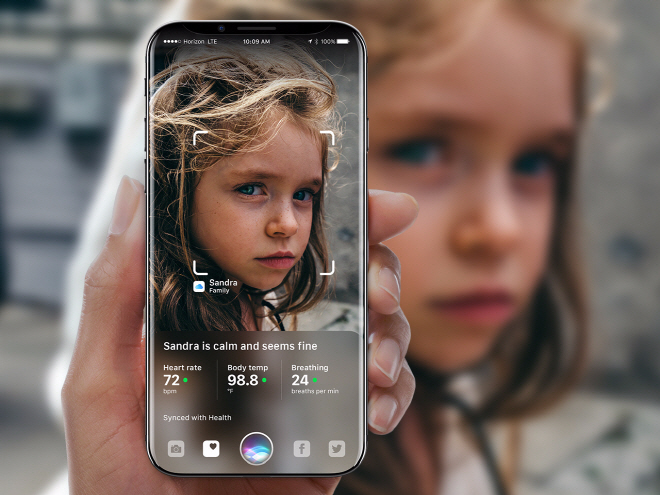 Horizon LTE 10:09 AM 100%
Sandra
Family
Sandra is calm and seems fine
Heart rate Body temp Breathing
72 98.8 24
bpm °F breaths per min
Synced with Health